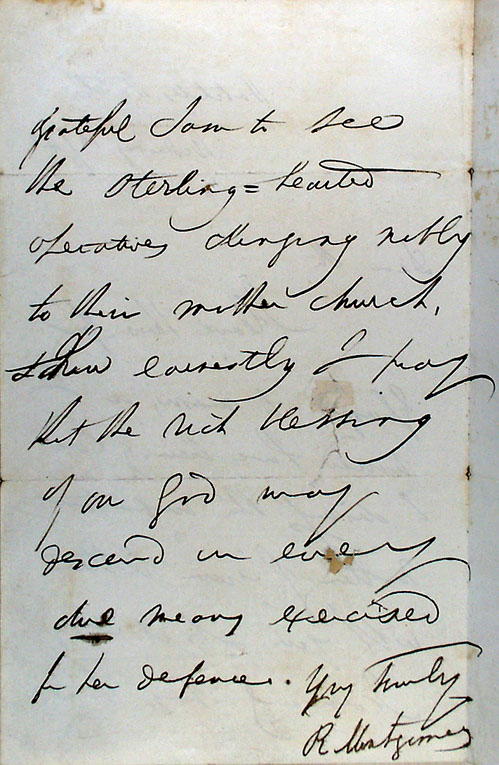 grateful I am to see
the sterling=hearted
operatives clinging nobly
to their mother church,
& how earnestly I pray
that the rich blessing
of our God may
descend on every
due means exercised
for her defence. Yrs Truly
R Montgomery